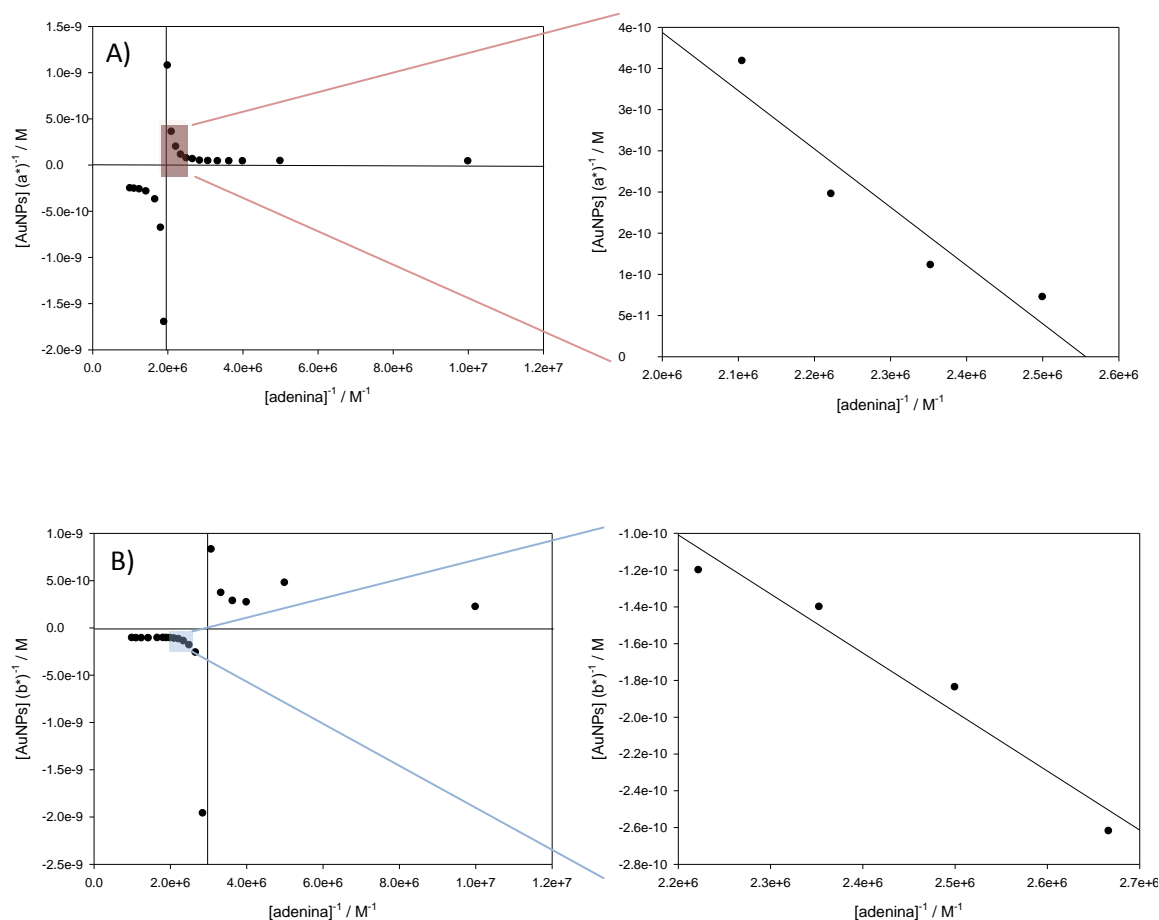 A)
1.5e-9
1.0e-9
5.0e-10
0.0
-5.0e-10
-1.0e-9
-1.5e-9
-2.0e-9
[AuNPs] (a*)⁻¹ / M
0.0 2.0e+6 4.0e+6 6.0e+6 8.0e+6 1.0e+7 1.2e+7
[adenina]⁻¹ / M⁻¹
4e-10
4e-10
3e-10
3e-10
2e-10
2e-10
1e-10
5e-11
0
[AuNPs] (a*)⁻¹ / M
2.0e+6 2.1e+6 2.2e+6 2.3e+6 2.4e+6 2.5e+6 2.6e+6
[adenina]⁻¹ / M⁻¹
B)
1.0e-9
5.0e-10
0.0
-5.0e-10
-1.0e-9
-1.5e-9
-2.0e-9
-2.5e-9
[AuNPs] (b*)⁻¹ / M
0.0 2.0e+6 4.0e+6 6.0e+6 8.0e+6 1.0e+7 1.2e+7
[adenina]⁻¹ / M⁻¹
-1.0e-10
-1.2e-10
-1.4e-10
-1.6e-10
-1.8e-10
-2.0e-10
-2.2e-10
-2.4e-10
-2.6e-10
-2.8e-10
[AuNPs] (b*)⁻¹ / M
2.2e+6 2.3e+6 2.4e+6 2.5e+6 2.6e+6 2.7e+6
[adenina]⁻¹ / M⁻¹